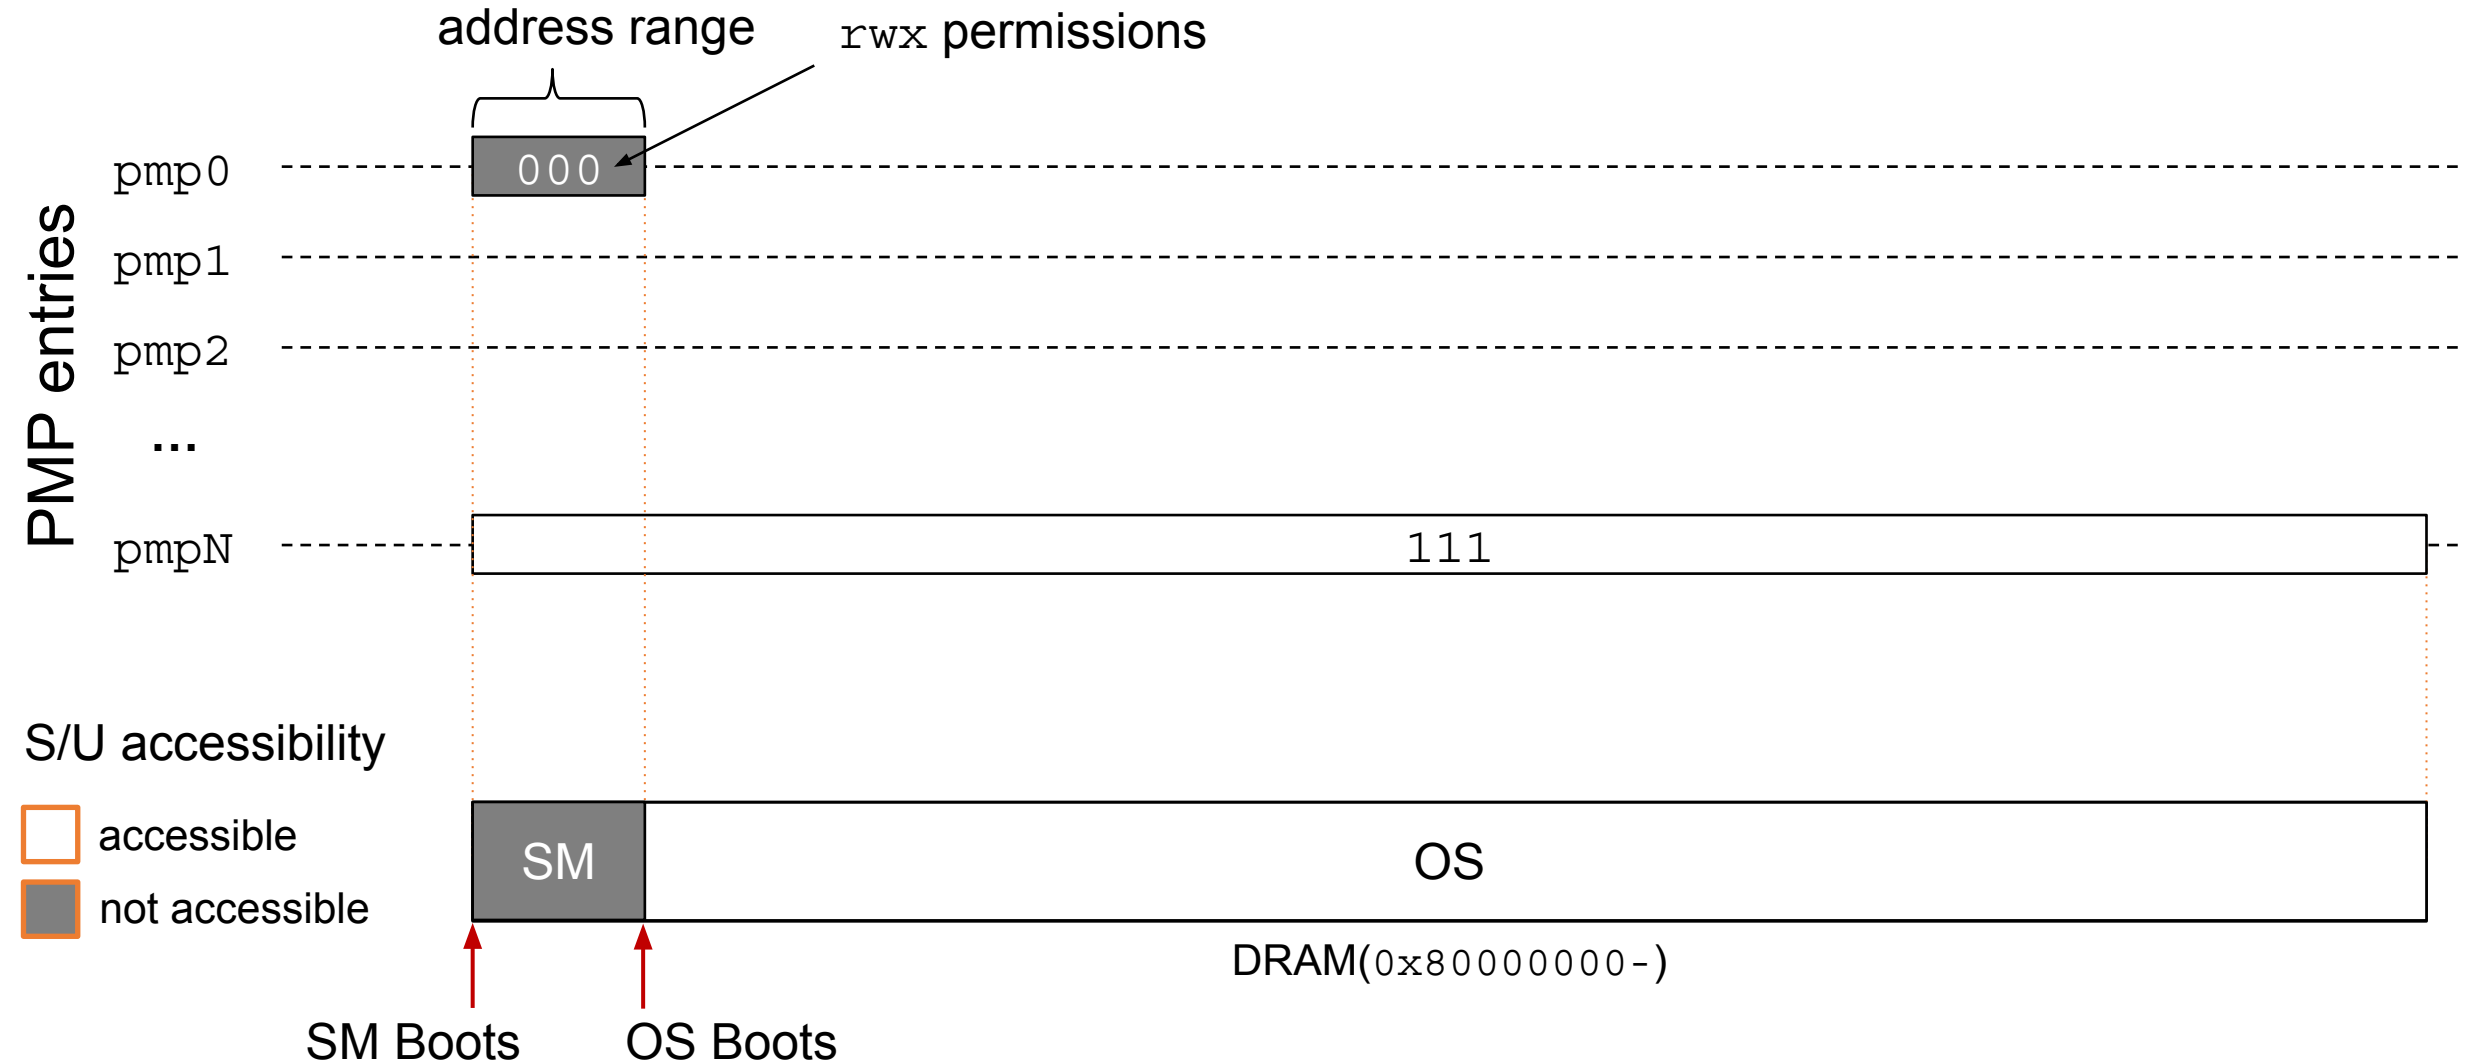 address range
rwx permissions
PMP entries
pmp0
000
pmp1
pmp2
...
pmpN
111
S/U accessibility
accessible
not accessible
SM
OS
DRAM(0x80000000-)
SM Boots
OS Boots